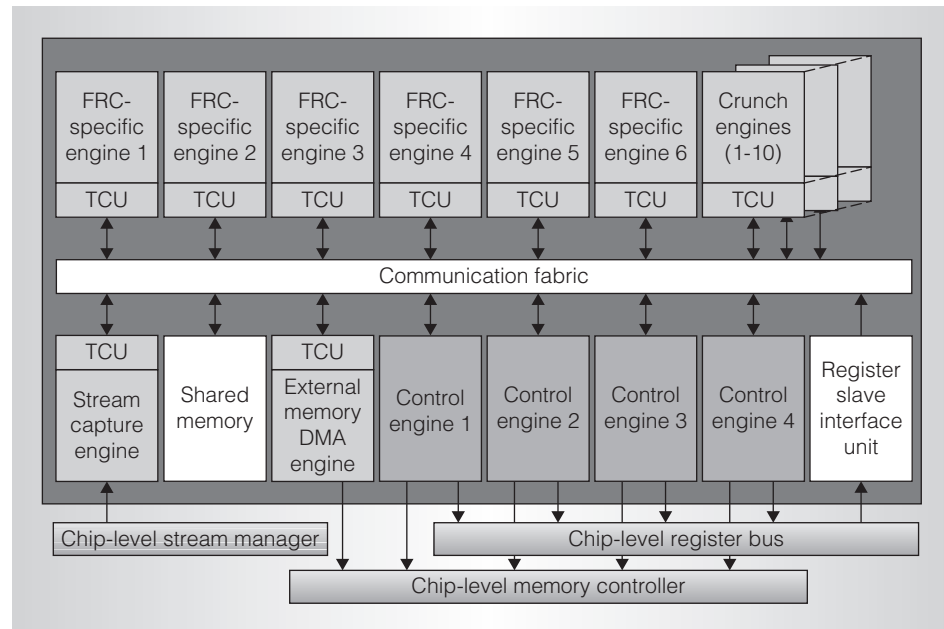 FRC-
specific
engine 1
TCU
FRC-
specific
engine 2
TCU
FRC-
specific
engine 3
TCU
FRC-
specific
engine 4
TCU
FRC-
specific
engine 5
TCU
FRC-
specific
engine 6
TCU
Crunch
engines
(1-10)
TCU
Communication fabric
TCU
Stream
capture
engine
Shared
memory
TCU
External
memory
DMA
engine
Control
engine 1
Control
engine 2
Control
engine 3
Control
engine 4
Register
slave
interface
unit
Chip-level stream manager
Chip-level register bus
Chip-level memory controller